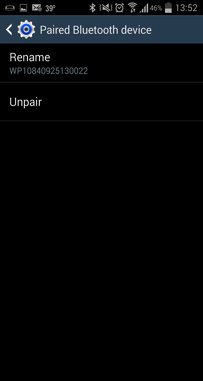 39° 46% 13:52
Paired Bluetooth device
Rename
WP10840925130022
Unpair